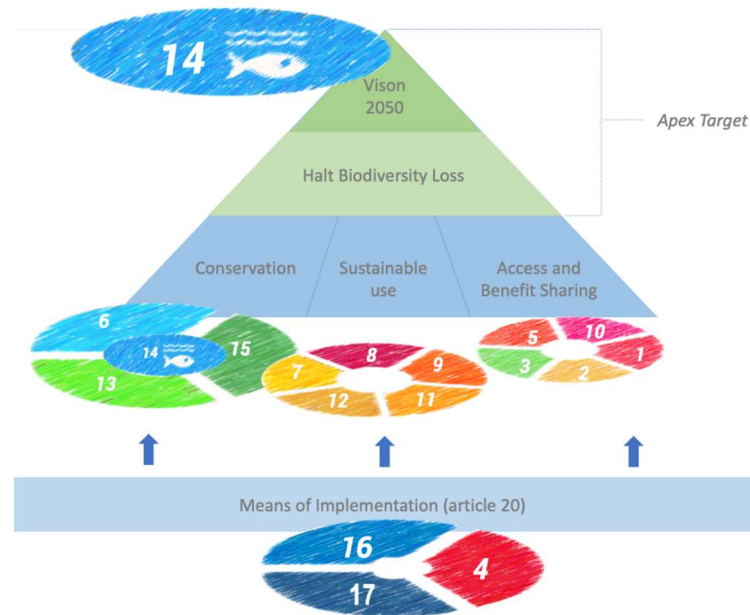 14
Vison
2050
Apex Target
Halt Biodiversity Loss
Conservation
Sustainable
use
Access and
Benefit Sharing
6
14
15
13
7
8
9
12
11
5
10
1
3
2
Means of Implementation (article 20)
16
17
4